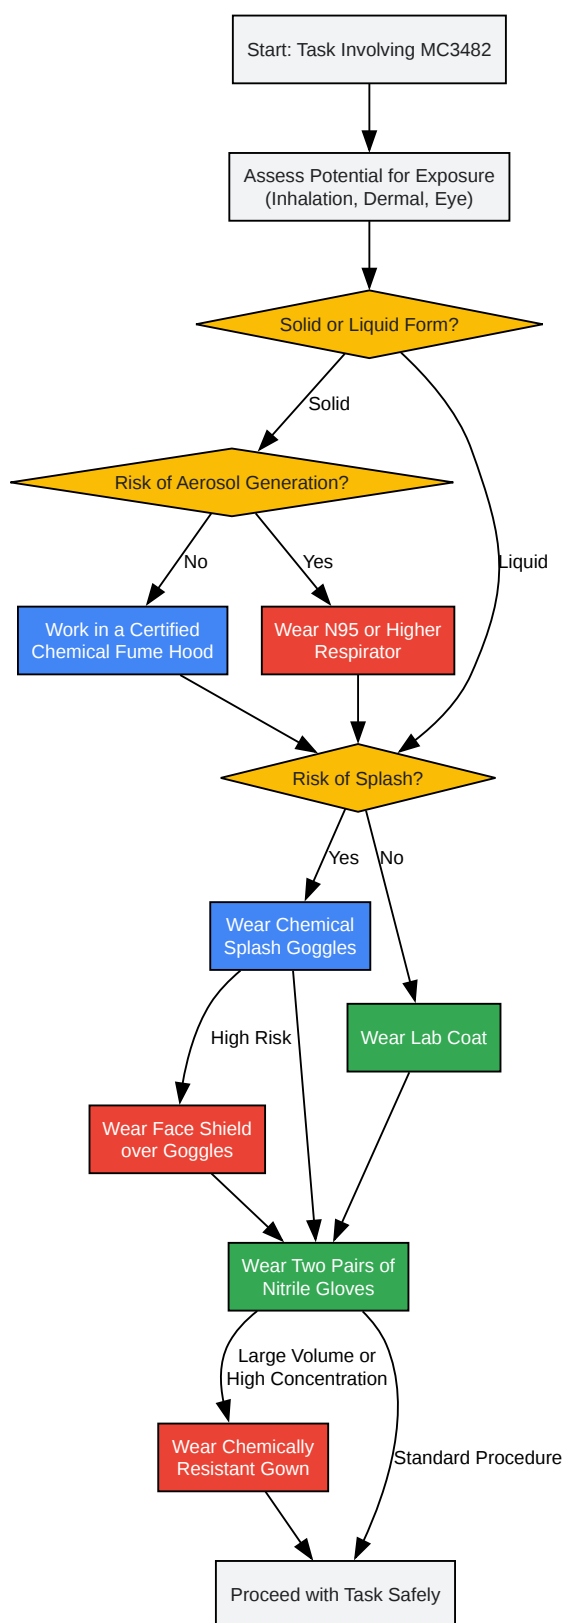 Start: Task Involving MC3482
Assess Potential for Exposure
(Inhalation, Dermal, Eye)
Solid or Liquid Form?
Solid
Risk of Aerosol Generation?
No
Yes
Liquid
Work in a Certified
Chemical Fume Hood
Wear N95 or Higher
Respirator
Risk of Splash?
Yes
No
Wear Chemical
Splash Goggles
High Risk
Wear Lab Coat
Wear Face Shield
over Goggles
Wear Two Pairs of
Nitrile Gloves
Large Volume or
High Concentration
Wear Chemically
Resistant Gown
Standard Procedure
Proceed with Task Safely